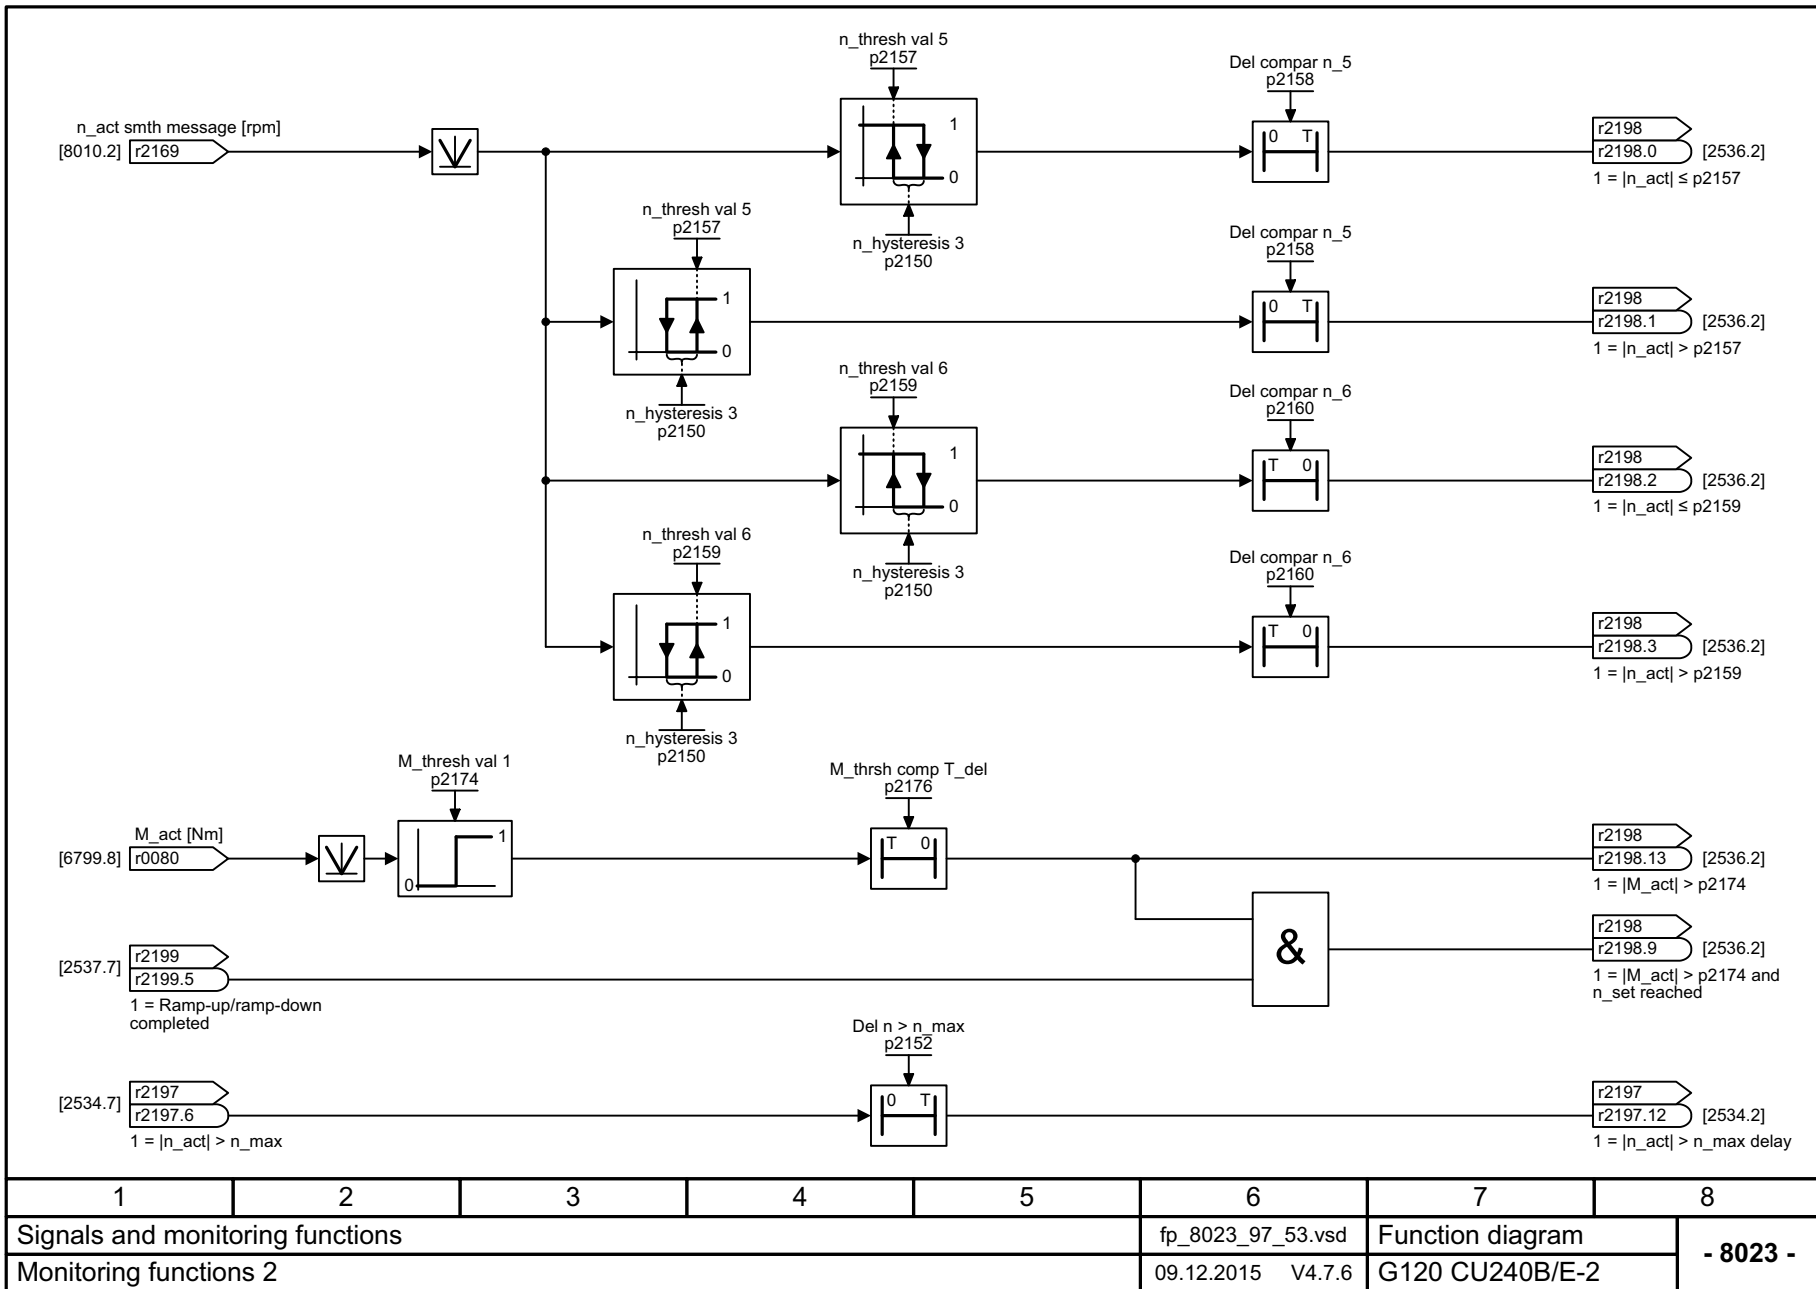 n_thresh val 5
p2157
Del compar n_5
p2158
n_act smth message [rpm]
[8010.2] r2169
1
0
0 T
r2198
r2198.0 [2536.2]
1 = |n_act| ≤ p2157
n_hysteresis 3
p2150
n_thresh val 5
p2157
Del compar n_5
p2158
1
0
0 T
r2198
r2198.1 [2536.2]
1 = |n_act| > p2157
n_hysteresis 3
p2150
n_thresh val 6
p2159
Del compar n_6
p2160
1
0
T 0
r2198
r2198.2 [2536.2]
1 = |n_act| ≤ p2159
n_hysteresis 3
p2150
n_thresh val 6
p2159
Del compar n_6
p2160
1
0
T 0
r2198
r2198.3 [2536.2]
1 = |n_act| > p2159
n_hysteresis 3
p2150
M_thresh val 1
p2174
M_thrsh comp T_del
p2176
M_act [Nm]
[6799.8] r0080
1
0
T 0
r2198
r2198.13 [2536.2]
1 = |M_act| > p2174
&
r2198
r2198.9 [2536.2]
1 = |M_act| > p2174 and
n_set reached
r2199
[2537.7] r2199.5
1 = Ramp-up/ramp-down
completed
Del n > n_max
p2152
r2197
[2534.7] r2197.6
1 = |n_act| > n_max
0 T
r2197
r2197.12 [2534.2]
1 = |n_act| > n_max delay
1 2 3 4 5 6 7 8
Signals and monitoring functions
fp_8023_97_53.vsd
Function diagram
- 8023 -
Monitoring functions 2
09.12.2015 V4.7.6
G120 CU240B/E-2